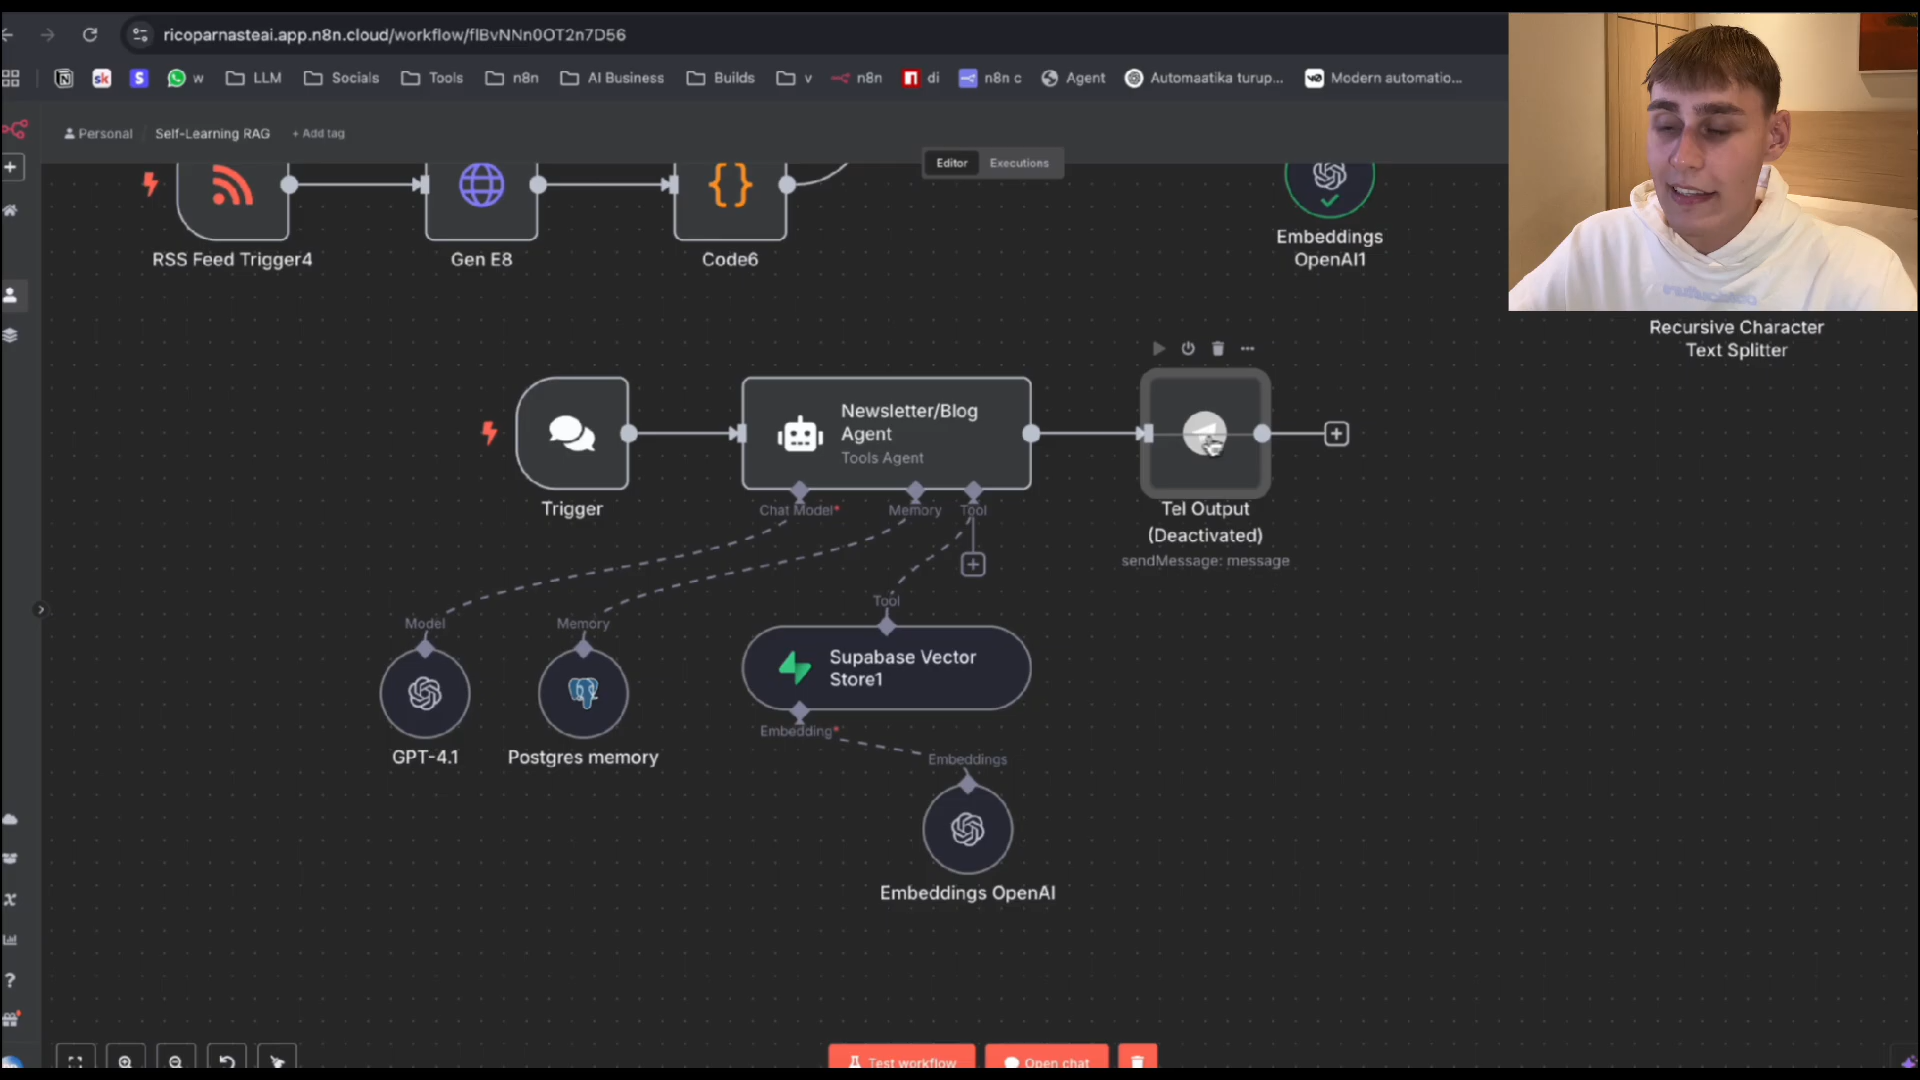 ricoparnasteai.app.n8n.cloud/workflow/flBvNNn0OT2n7D56
sk S w LLM Socials Tools n8n AI Business Builds v n8n di n8n c Agent Automaatika turup... Modern automatio...
Personal / Self-Learning RAG + Add tag
Editor Executions
RSS Feed Trigger4
Gen E8
Code6
Embeddings
OpenAI1
Recursive Character
Text Splitter
Newsletter/Blog
Agent
Tools Agent
Trigger
Chat Model*
Memory
Tool
Tel Output
(Deactivated)
sendMessage: message
Tool
Model
Memory
Supabase Vector
Store1
Embedding*
GPT-4.1
Postgres memory
Embeddings
Embeddings OpenAI
Test workflow
Open chat